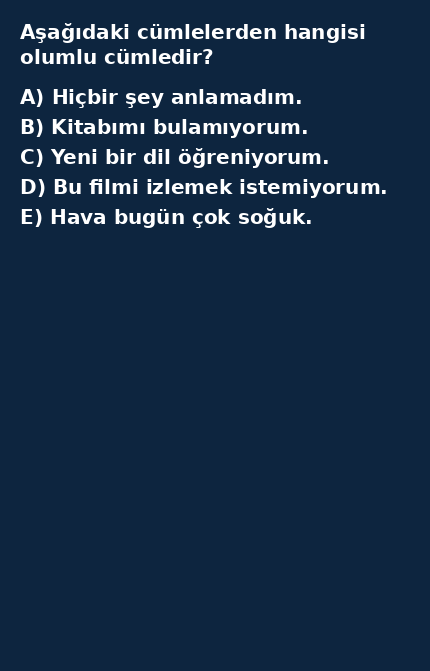 Aşağıdaki cümlelerden hangisi
olumlu cümledir?
A) Hiçbir şey anlamadım.
B) Kitabımı bulamıyorum.
C) Yeni bir dil öğreniyorum.
D) Bu filmi izlemek istemiyorum.
E) Hava bugün çok soğuk.